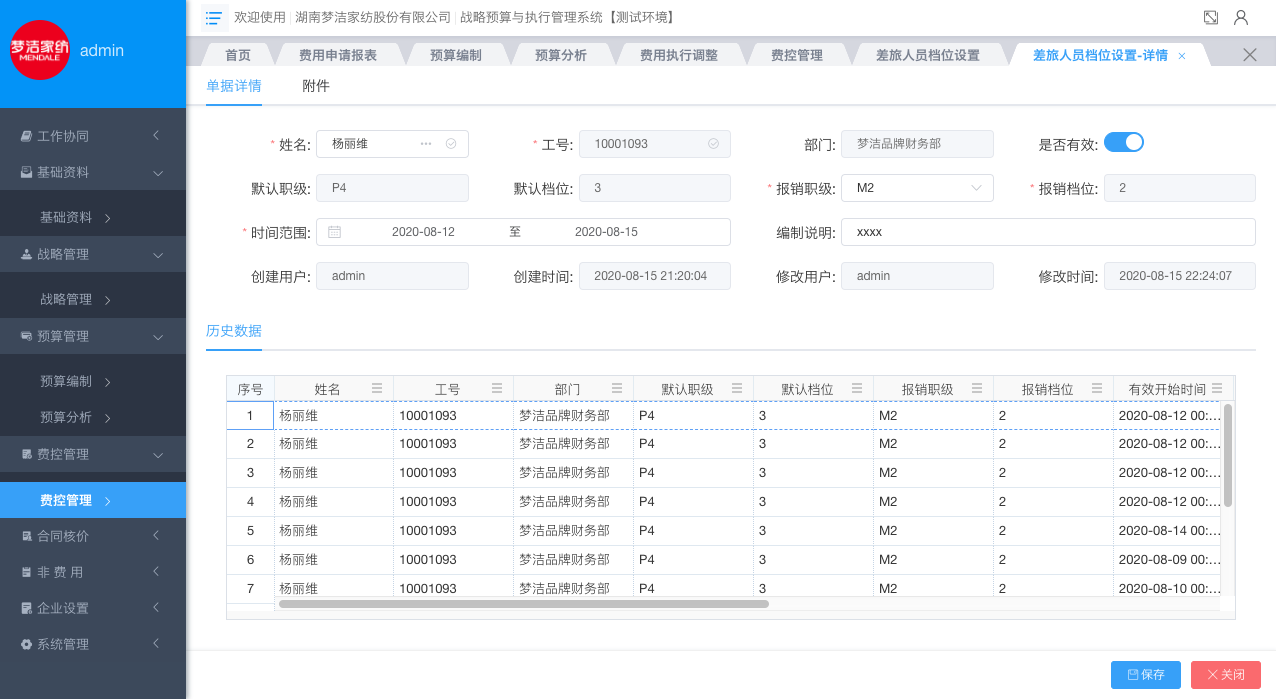 梦洁家纺
MENDALE
admin
欢迎使用 湖南梦洁家纺股份有限公司 战略预算与执行管理系统【测试环境】
首页 费用申请报表 预算编制 预算分析 费用执行调整 费控管理 差旅人员档位设置 差旅人员档位设置-详情 ×
单据详情 附件
工作协同
基础资料
基础资料
战略管理
战略管理
预算管理
预算编制
预算分析
费控管理
费控管理
合同核价
非 费 用
企业设置
系统管理
* 姓名: 杨丽维 ··· * 工号: 10001093 部门: 梦洁品牌财务部 是否有效:
默认职级: P4 默认档位: 3 * 报销职级: M2 * 报销档位: 2
* 时间范围: 2020-08-12 至 2020-08-15 编制说明: xxxx
创建用户: admin 创建时间: 2020-08-15 21:20:04 修改用户: admin 修改时间: 2020-08-15 22:24:07
历史数据
序号 姓名 工号 部门 默认职级 默认档位 报销职级 报销档位 有效开始时间
1 杨丽维 10001093 梦洁品牌财务部 P4 3 M2 2 2020-08-12 00:...
2 杨丽维 10001093 梦洁品牌财务部 P4 3 M2 2 2020-08-12 00:...
3 杨丽维 10001093 梦洁品牌财务部 P4 3 M2 2 2020-08-12 00:...
4 杨丽维 10001093 梦洁品牌财务部 P4 3 M2 2 2020-08-12 00:...
5 杨丽维 10001093 梦洁品牌财务部 P4 3 M2 2 2020-08-14 00:...
6 杨丽维 10001093 梦洁品牌财务部 P4 3 M2 2 2020-08-09 00:...
7 杨丽维 10001093 梦洁品牌财务部 P4 3 M2 2 2020-08-10 00:...
保存 关闭